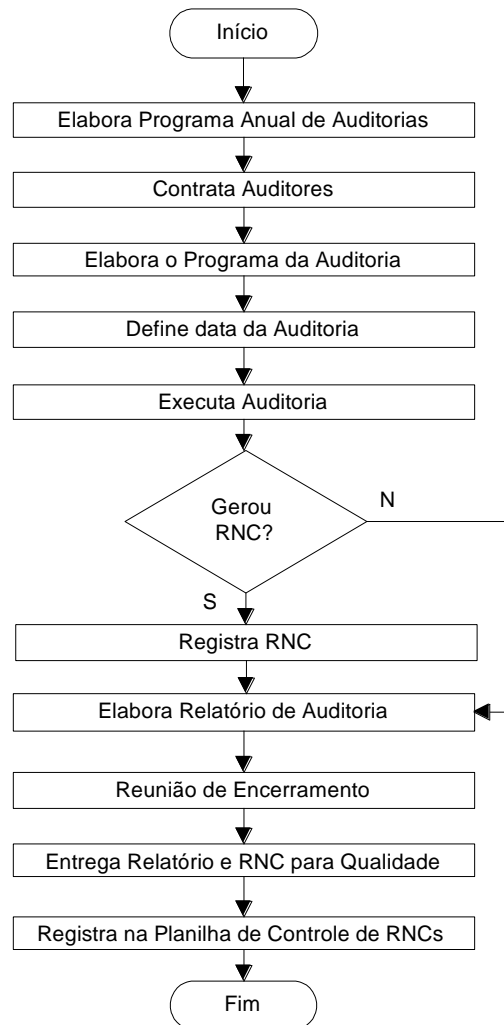 Início
Elabora Programa Anual de Auditorias
Contrata Auditores
Elabora o Programa da Auditoria
Define data da Auditoria
Executa Auditoria
Gerou
RNC?
N
S
Registra RNC
Elabora Relatório de Auditoria
Reunião de Encerramento
Entrega Relatório e RNC para Qualidade
Registra na Planilha de Controle de RNCs
Fim